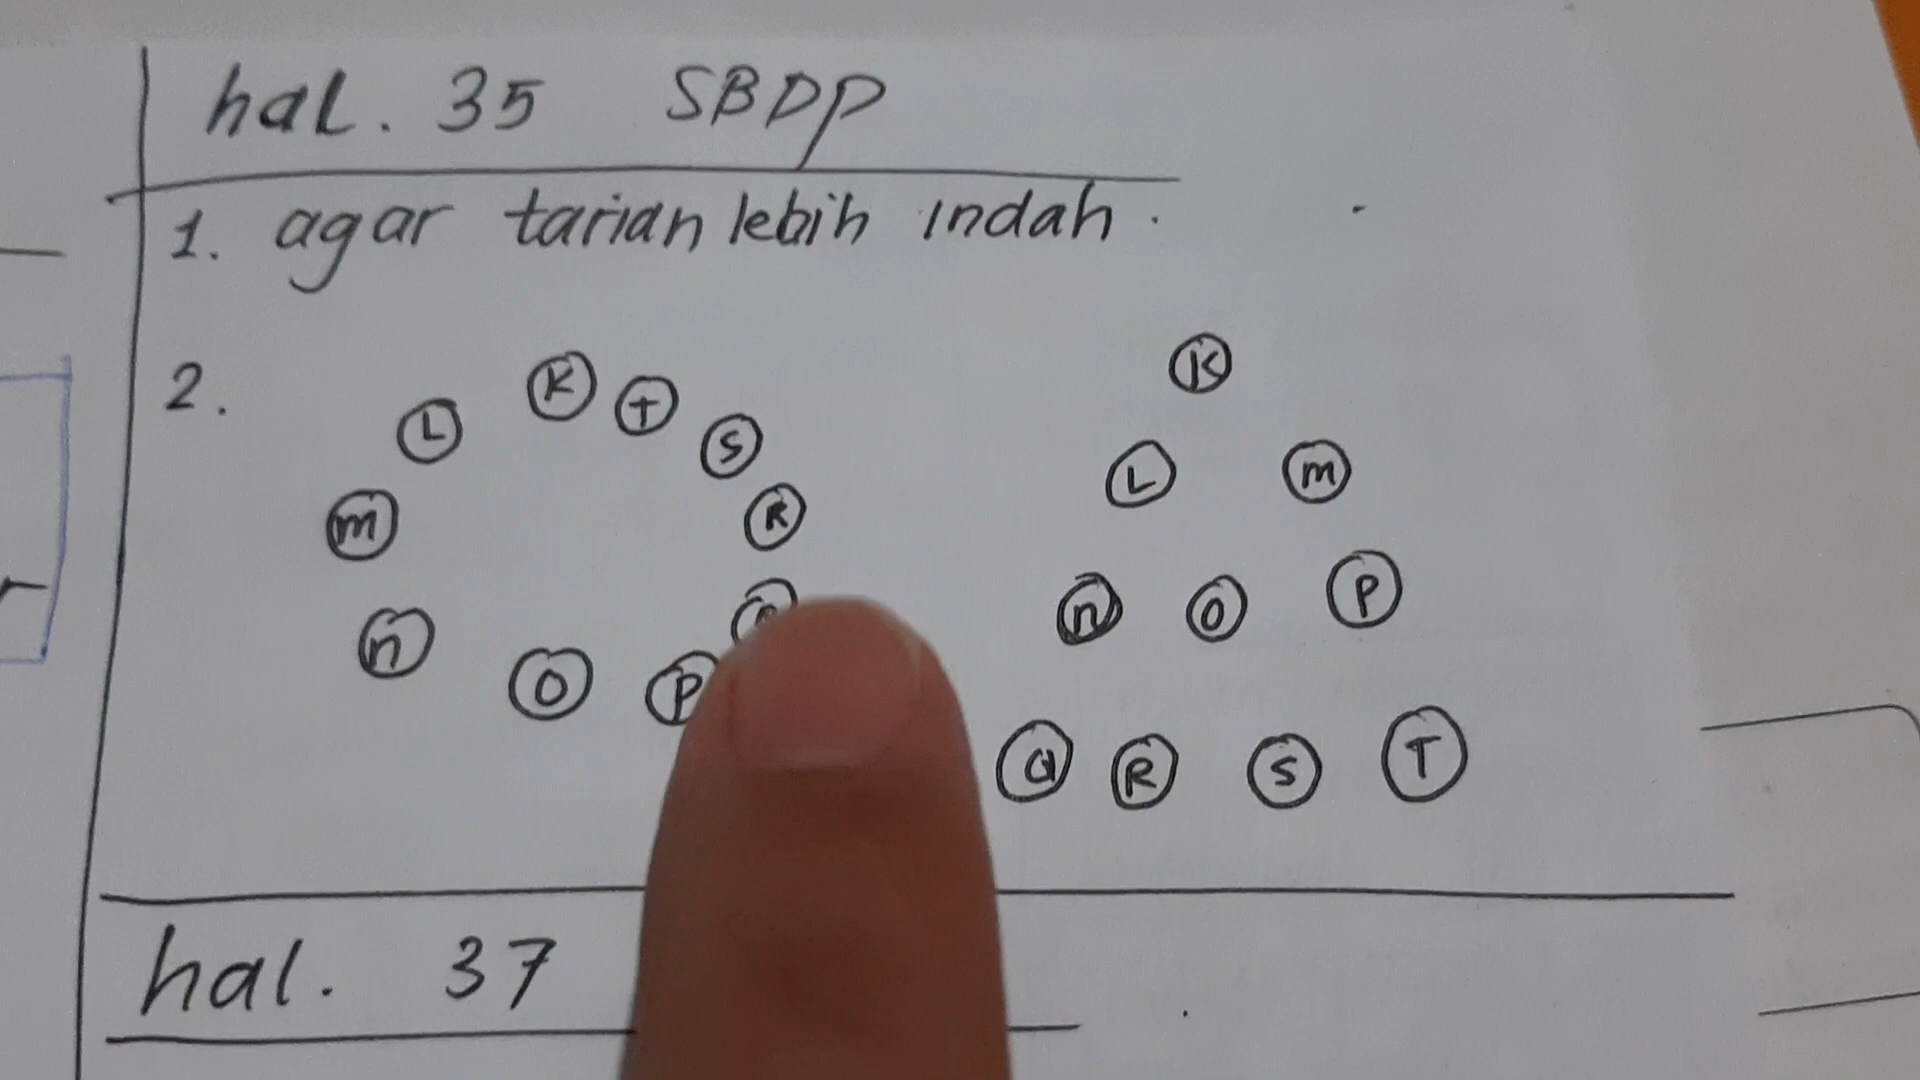 hal. 35 SBDP
1. agar tarian lebih indah.
2.
K T
L S
m R
n
O P
K
L m
n O P
Q R S T
hal. 37